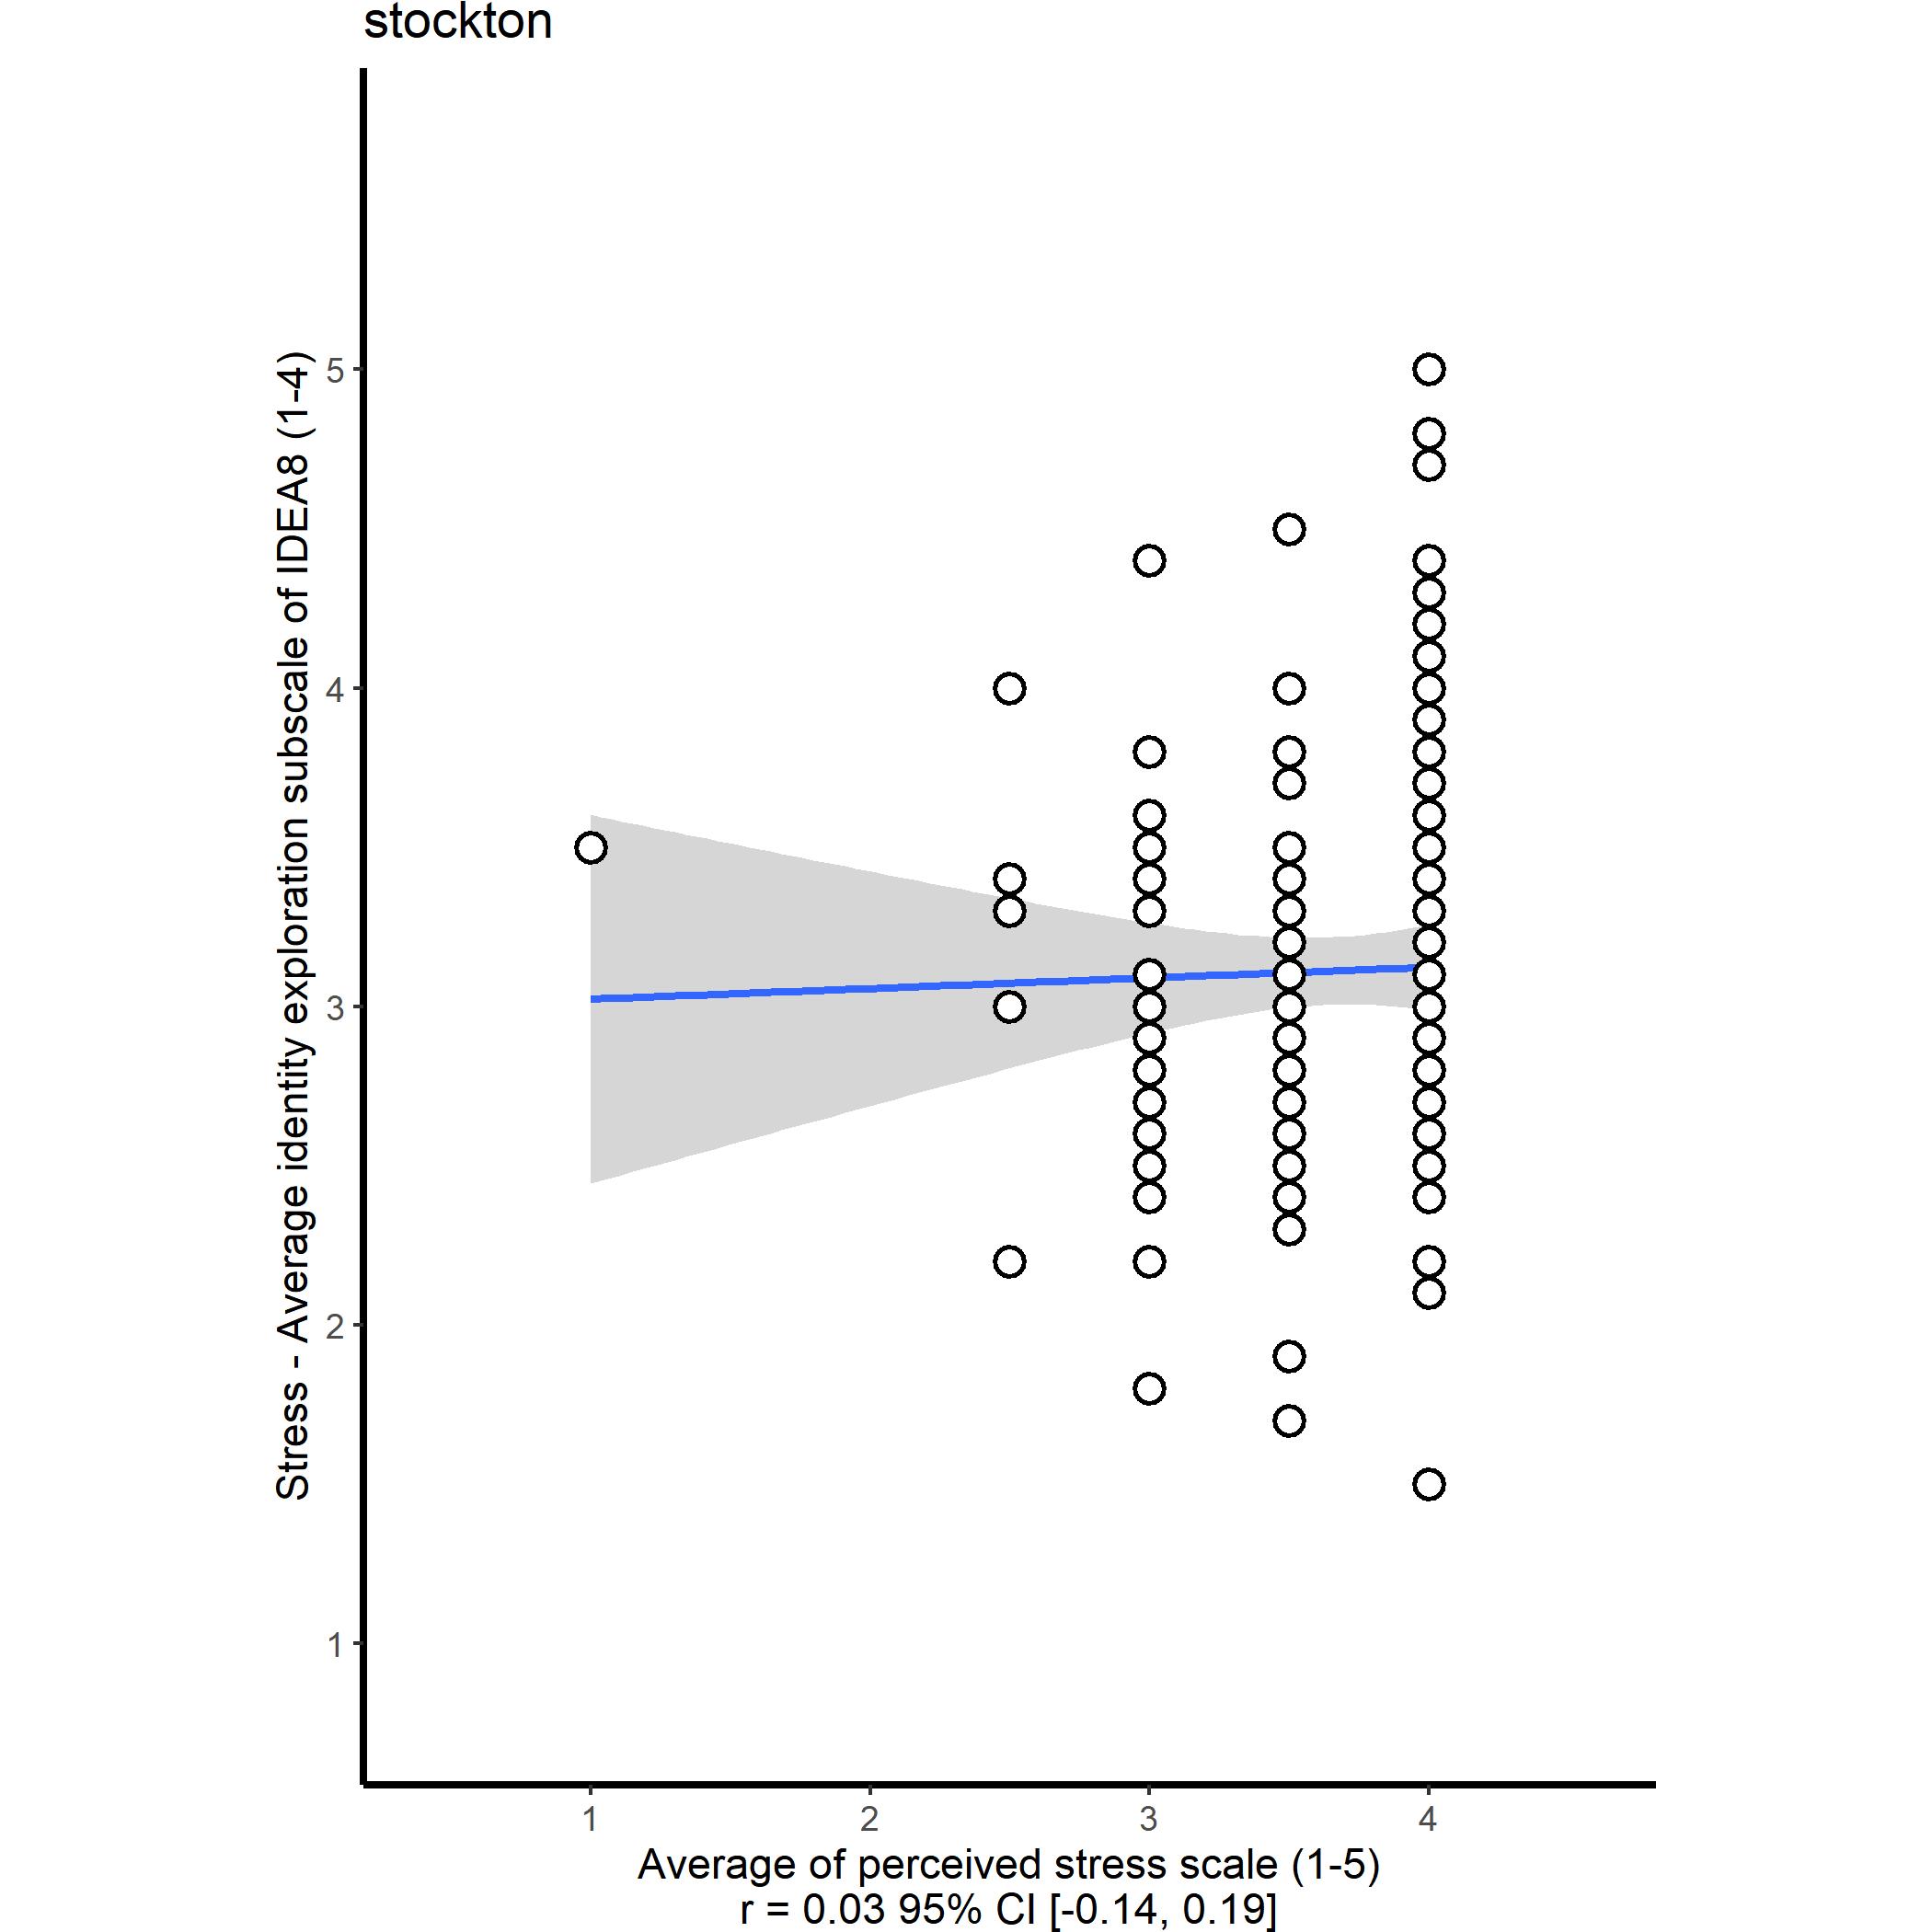 stockton
Stress - Average identity exploration subscale of IDEA8 (1-4)
5
4
3
2
1
1 2 3 4
Average of perceived stress scale (1-5)
r = 0.03 95% CI [-0.14, 0.19]